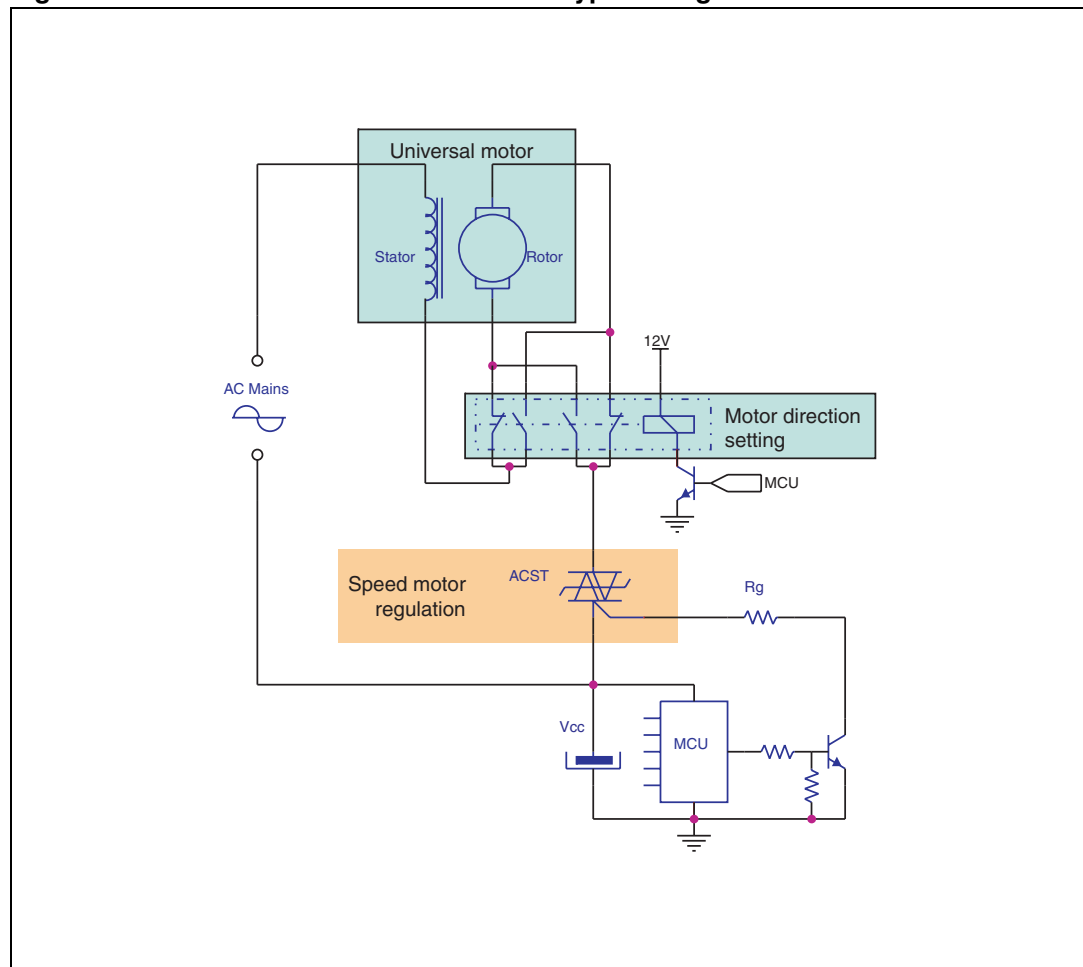 Universal motor
Stator
Rotor
12V
AC Mains
Motor direction
setting
MCU
ACST
Speed motor
regulation
Rg
Vcc
MCU